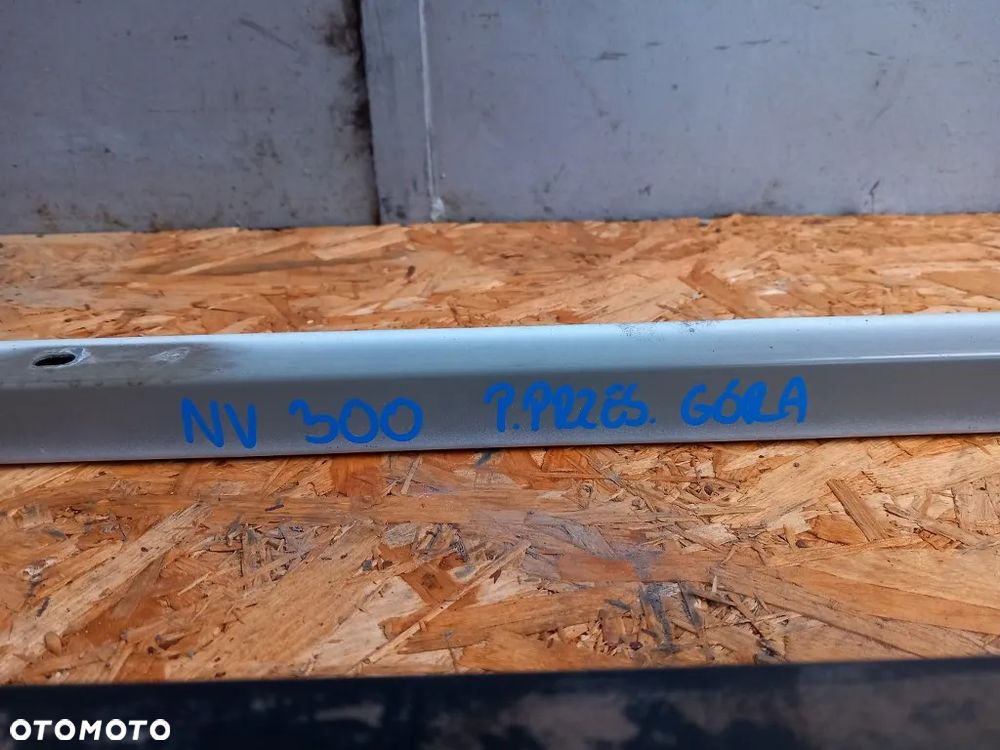 NV 300 P.PRZES. GÓRA
OTOMOTO